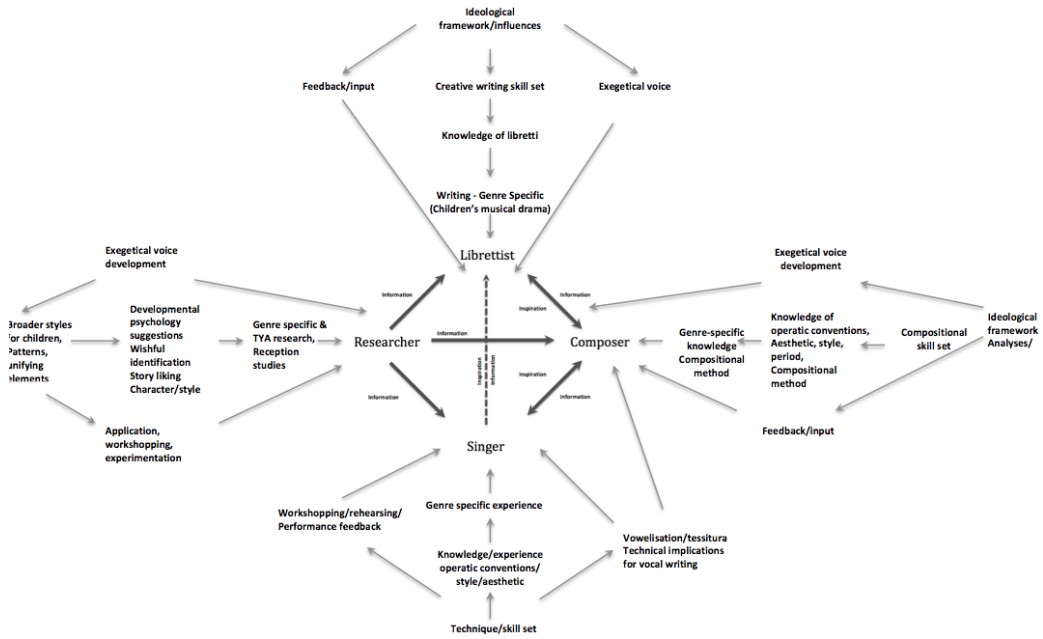 Ideological
framework/influences
Feedback/input
Creative writing skill set
Exegetical voice
Knowledge of libretti
Writing - Genre Specific
(Children's musical drama)
Librettist
Exegetical voice
development
Exegetical voice
development
Information
Inspiration
Information
Broader styles
for children,
Patterns,
unifying
elements
Developmental
psychology
suggestions
Wishful
identification
Story liking
Character/style
Genre specific &
TYA research,
Reception
studies
Researcher
Information
Composer
Genre-specific
knowledge
Compositional
method
Knowledge of
operatic conventions,
Aesthetic, style,
period,
Compositional
method
Compositional
skill set
Ideological
framework
Analyses/
Inspiration
Information
Information
Inspiration
Information
Application,
workshopping,
experimentation
Feedback/input
Singer
Workshopping/rehearsing/
Performance feedback
Genre specific experience
Vowelisation/tessitura
Technical implications
for vocal writing
Knowledge/experience
operatic conventions/
style/aesthetic
Technique/skill set